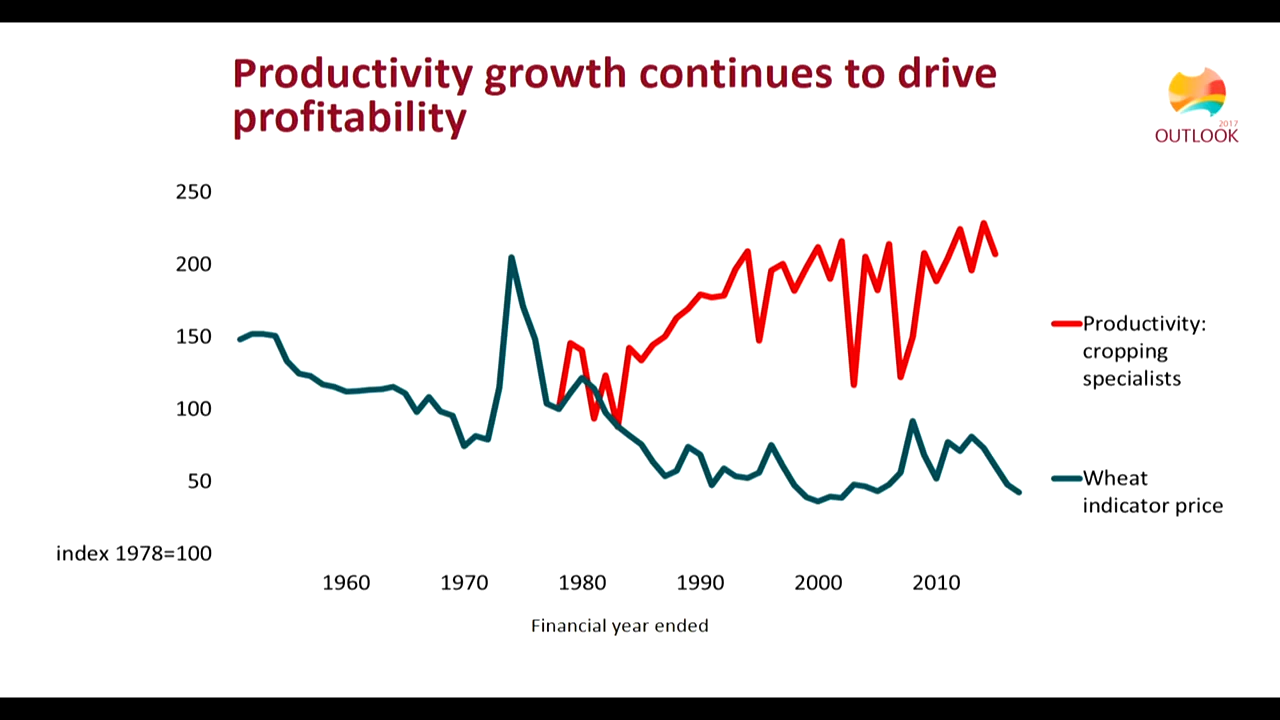 Productivity growth continues to drive
profitability
2017
OUTLOOK
250
200
150
100
50
index 1978=100
1960 1970 1980 1990 2000 2010
Financial year ended
Productivity:
cropping
specialists
Wheat
indicator price